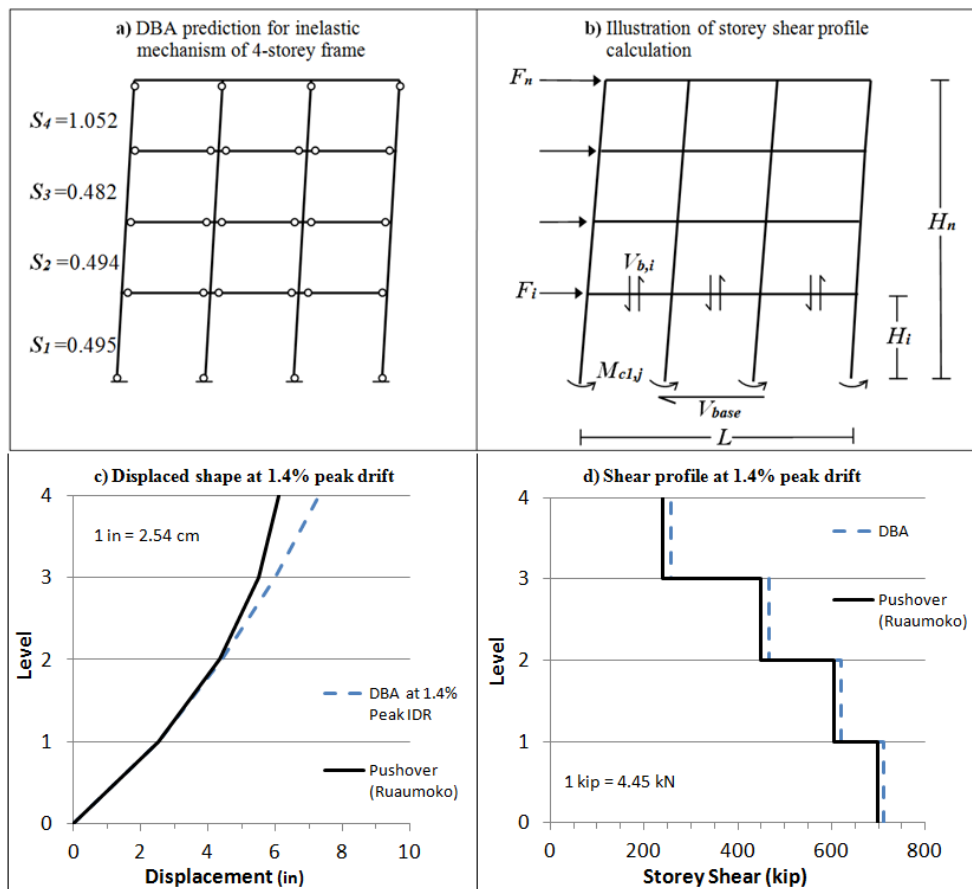 a) DBA prediction for inelastic
mechanism of 4-storey frame
S4=1.052
S3=0.482
S2=0.494
S1=0.495
b) Illustration of storey shear profile
calculation
Fn
Vb,i
Fi
Hn
Hi
Mc1,j
Vbase
L
c) Displaced shape at 1.4% peak drift
4
3
2
1
0
Level
1 in = 2.54 cm
DBA at 1.4%
Peak IDR
Pushover
(Ruaumoko)
0 2 4 6 8 10
Displacement (in)
d) Shear profile at 1.4% peak drift
4
3
2
1
0
Level
DBA
Pushover
(Ruaumoko)
1 kip = 4.45 kN
0 200 400 600 800
Storey Shear (kip)